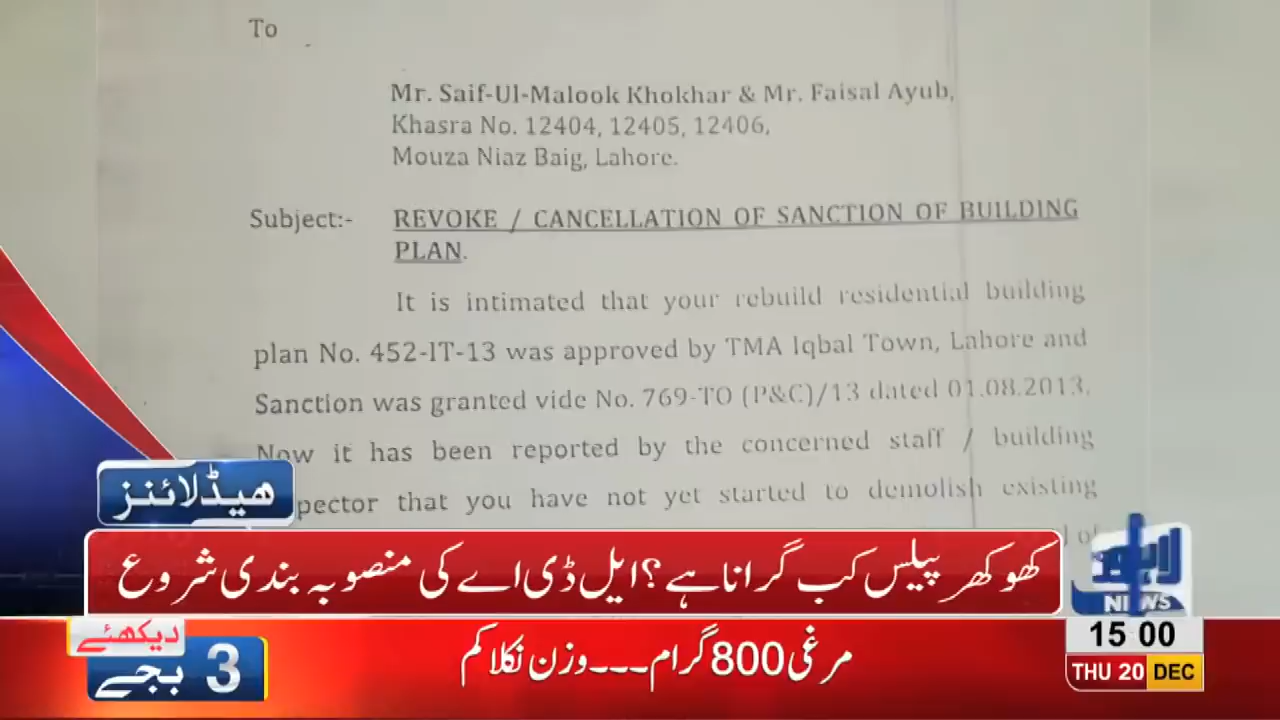 To
Mr. Saif-Ul-Malook Khokhar & Mr. Faisal Ayub,
Khasra No. 12404, 12405, 12406,
Mouza Niaz Baig, Lahore.
Subject:- REVOKE / CANCELLATION OF SANCTION OF BUILDING
PLAN.
It is intimated that your rebuild residential building
plan No. 452-IT-13 was approved by TMA Iqbal Town, Lahore and
Sanction was granted vide No. 769-TO (P&C)/13 dated 01.08.2013.
Now it has been reported by the concerned staff / building
pector that you have not yet started to demolish existing
of
ھیڈلائنز
کھوکھر پیلس کب گرانا ہے؟ ایل ڈی اے کی منصوبہ بندی شروع
لاہور
NEWS
دیکھئے
3 بجے
مرغی 800 گرام۔۔۔وزن نکلا کم
15 00
THU 20 DEC